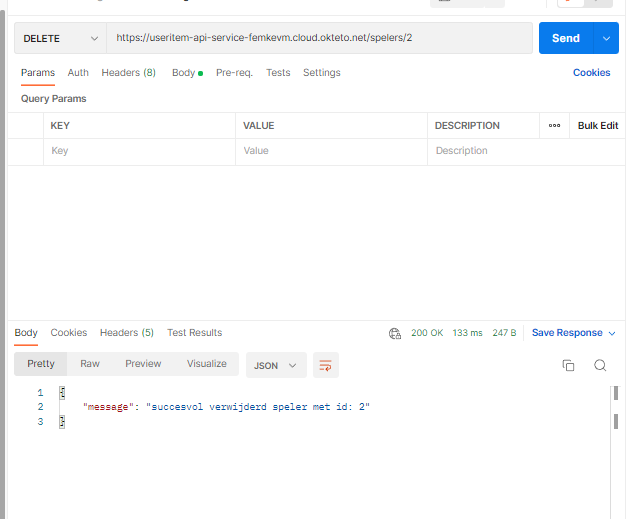 DELETE https://useritem-api-service-femkevm.cloud.okteto.net/spelers/2 Send
Params Auth Headers (8) Body Pre-req. Tests Settings Cookies
Query Params
KEY VALUE DESCRIPTION Bulk Edit
Key Value Description
Body Cookies Headers (5) Test Results 200 OK 133 ms 247 B Save Response
Pretty Raw Preview Visualize JSON
1 {
2 "message": "succesvol verwijderd speler met id: 2"
3 }